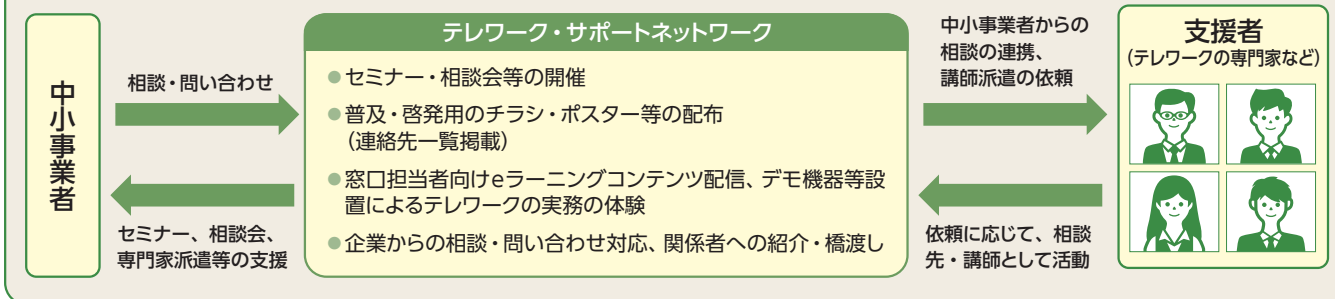 中小事業者
相談・問い合わせ
セミナー、相談会、
専門家派遣等の支援
テレワーク・サポートネットワーク
●セミナー・相談会等の開催
●普及・啓発用のチラシ・ポスター等の配布
（連絡先一覧掲載）
●窓口担当者向けeラーニングコンテンツ配信、デモ機器等設
置によるテレワークの実務の体験
●企業からの相談・問い合わせ対応、関係者への紹介・橋渡し
中小事業者からの
相談の連携、
講師派遣の依頼
依頼に応じて、相談
先・講師として活動
支援者
（テレワークの専門家など）